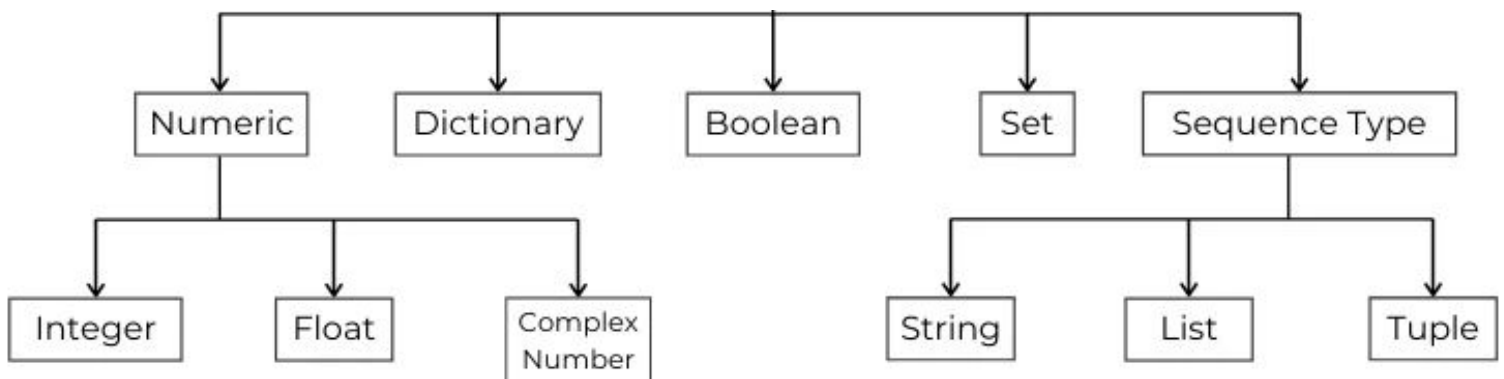 Numeric
Dictionary
Boolean
Set
Sequence Type
Integer
Float
Complex
Number
String
List
Tuple